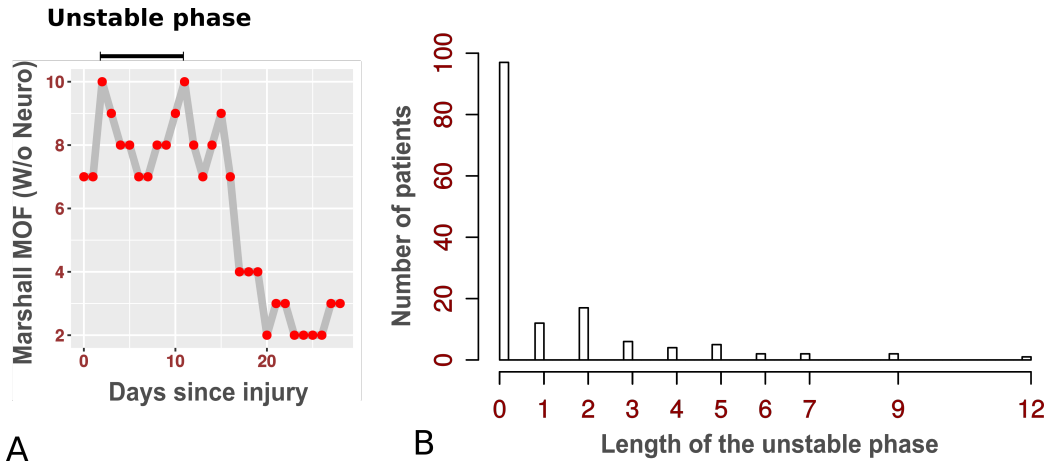 Unstable phase
Marshall MOF (W/o Neuro)
10
8
6
4
2
0 10 20
Days since injury
A
Number of patients
100
80
60
40
20
0
0 1 2 3 4 5 6 7 9 12
Length of the unstable phase
B